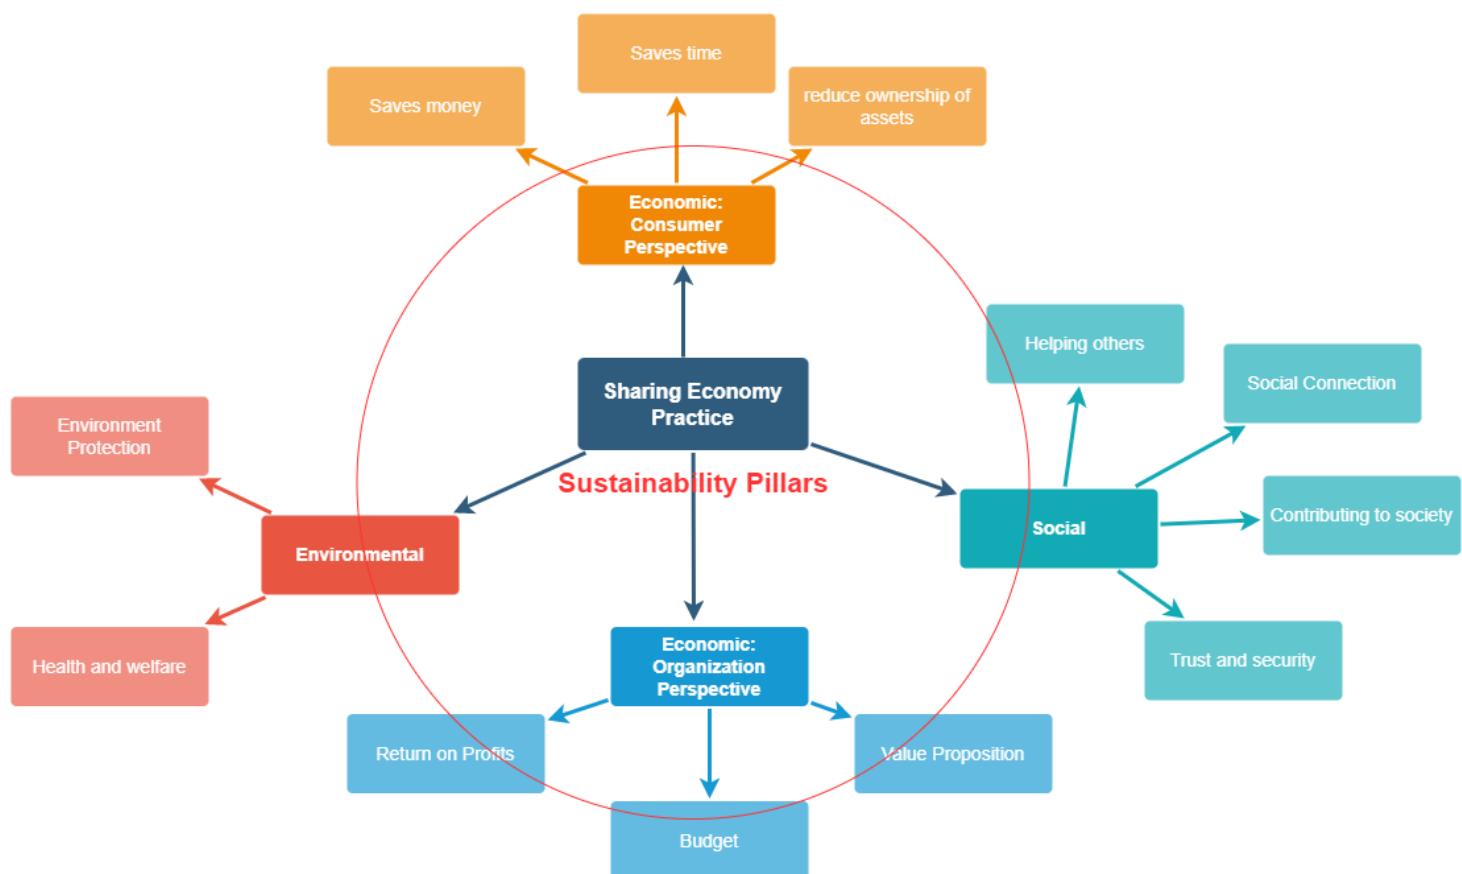 Saves time
Saves money
reduce ownership of
assets
Economic:
Consumer
Perspective
Helping others
Sharing Economy
Practice
Social Connection
Environment
Protection
Sustainability Pillars
Contributing to society
Social
Environmental
Economic:
Organization
Perspective
Health and welfare
Trust and security
Return on Profits
Value Proposition
Budget